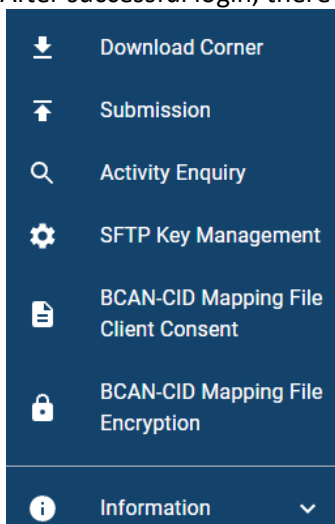 After successful login, there
Download Corner
Submission
Activity Enquiry
SFTP Key Management
BCAN-CID Mapping File
Client Consent
BCAN-CID Mapping File
Encryption
Information